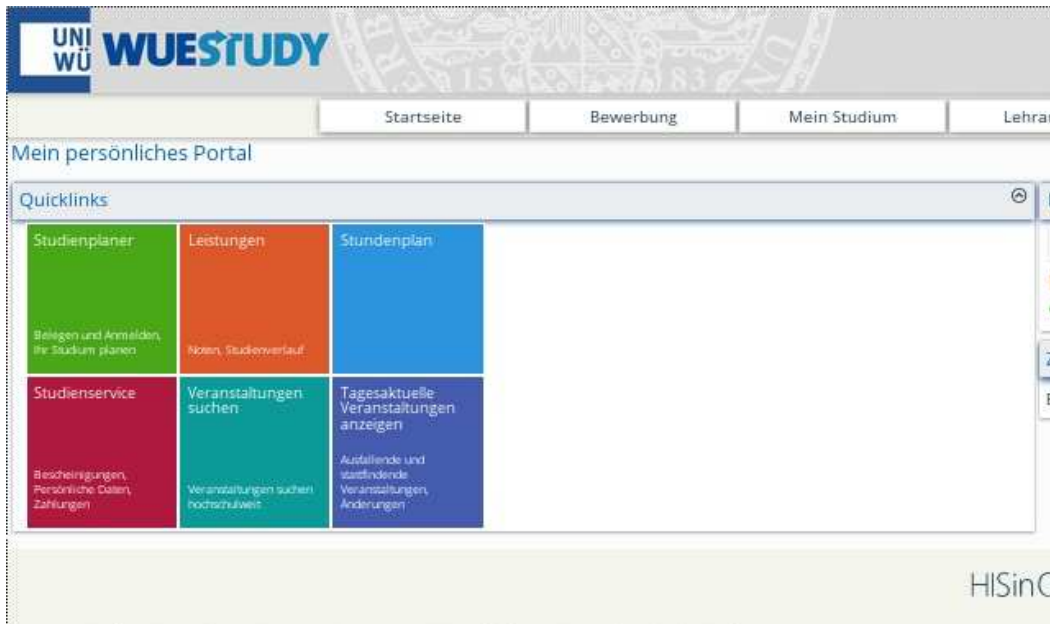 UNI
WÜ
WUESTUDY
15 83
Startseite
Bewerbung
Mein Studium
Mein persönliches Portal
Quicklinks
Studienplaner
Belegen und Anmelden,
Ihr Studium planen
Leistungen
Noten, Studienverlauf
Stundenplan
Studienservice
Bescheinigungen,
Persönliche Daten,
Zahlungen
Veranstaltungen
suchen
Veranstaltungen suchen
hochschulweit
Tagesaktuelle
Veranstaltungen
anzeigen
Ausfallende und
stattfindende
Veranstaltungen,
Änderungen